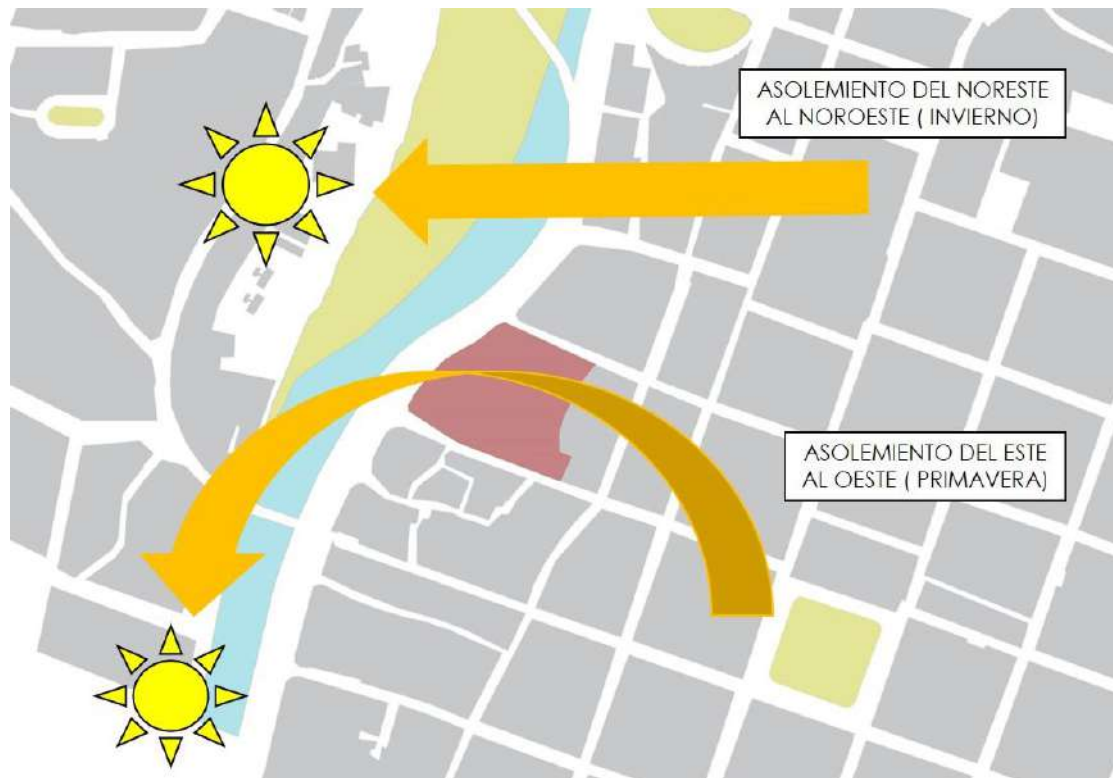 ASOLEMIENTO DEL NORESTE
AL NOROESTE ( INVIERNO)
ASOLEMIENTO DEL ESTE
AL OESTE ( PRIMAVERA)